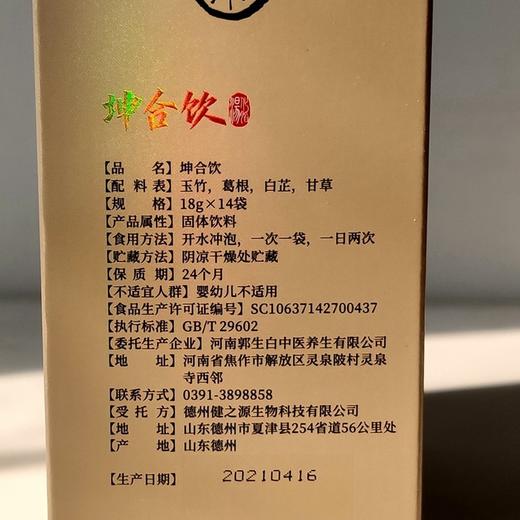 坤合饮
【品 名】坤合饮
【配 料 表】玉竹，葛根，白芷，甘草
【规 格】18g×14袋
【产品属性】固体饮料
【食用方法】开水冲泡，一次一袋，一日两次
【贮藏方法】阴凉干燥处贮藏
【保 质 期】24个月
【不适宜人群】婴幼儿不适用
【食品生产许可证编号】SC10637142700437
【执行标准】GB/T 29602
【委托生产企业】河南郭生白中医养生有限公司
【地 址】河南省焦作市解放区灵泉陂村灵泉
寺西邻
【联系方式】0391-3898858
【受 托 方】德州健之源生物科技有限公司
【地 址】山东德州市夏津县254省道56公里处
【产 地】山东德州
【生产日期】 20210416